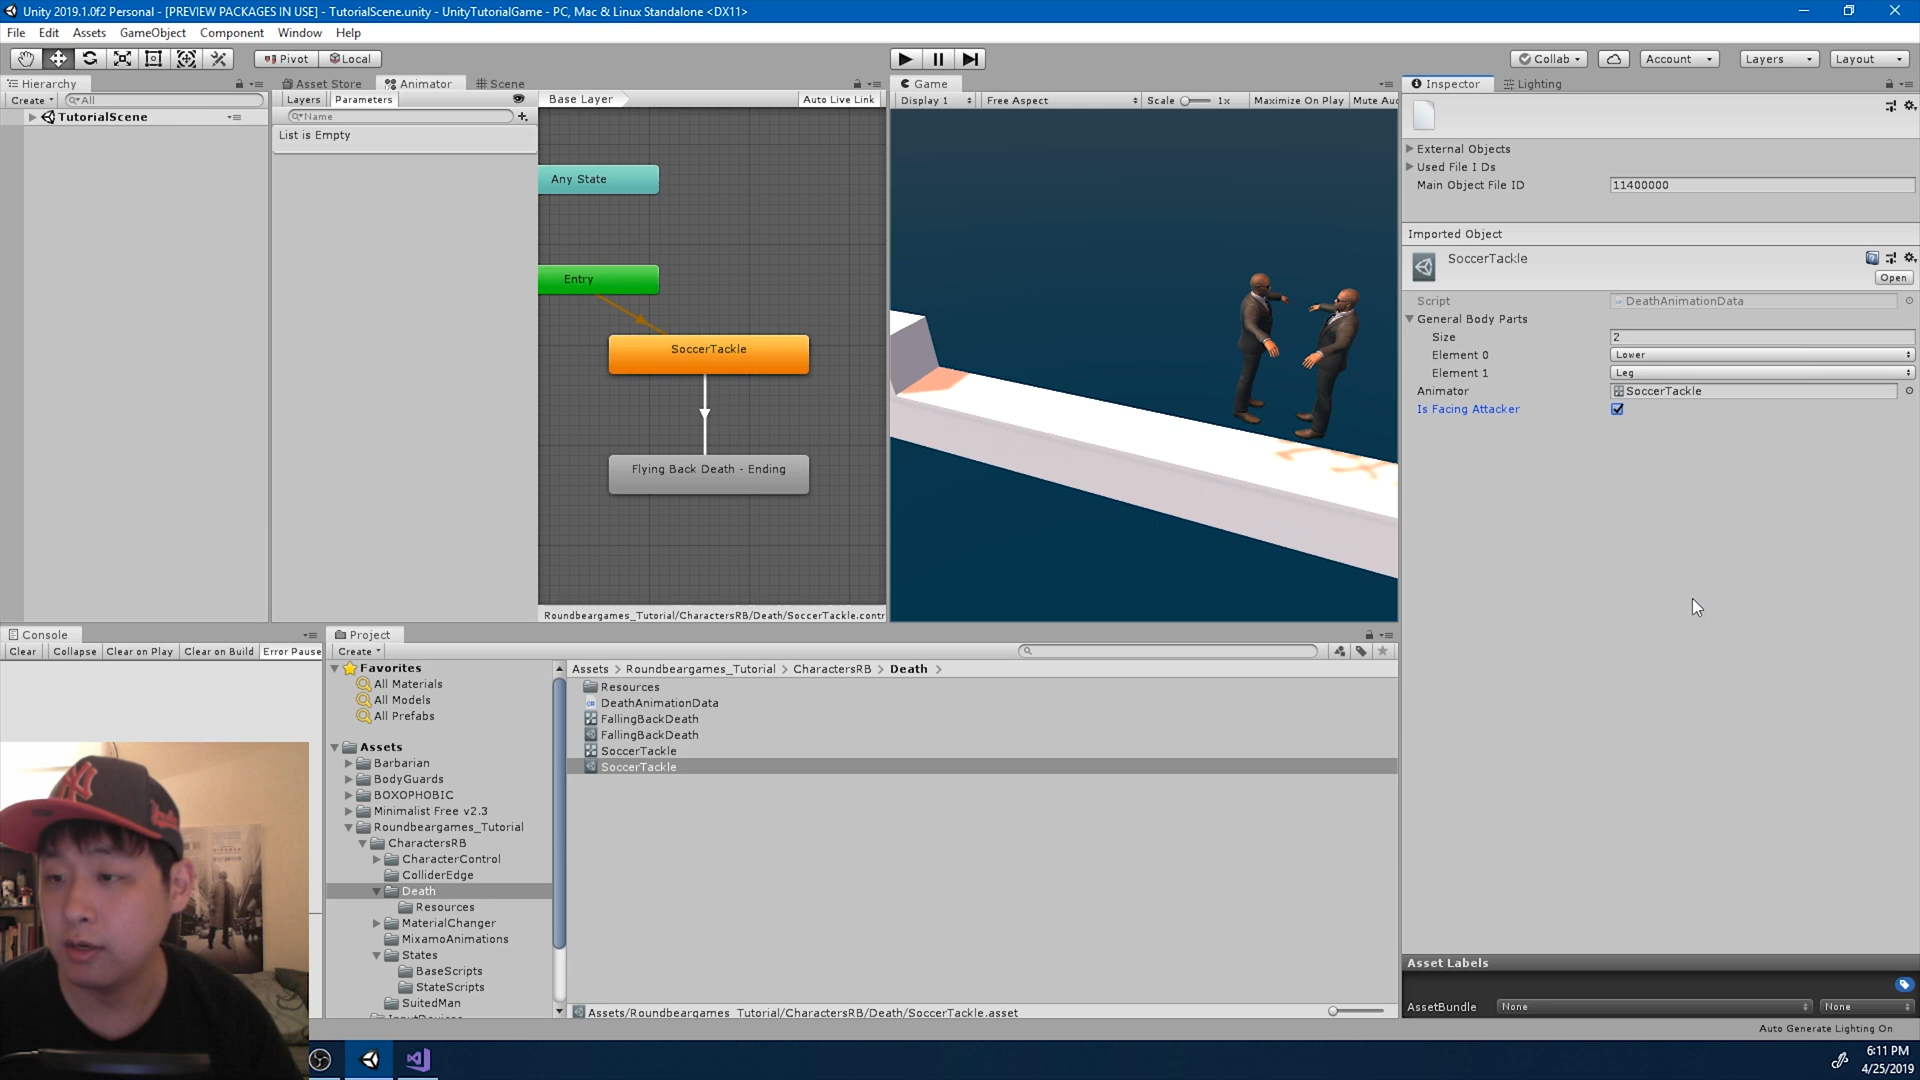 Unity 2019.1.0f2 Personal - [PREVIEW PACKAGES IN USE] - TutorialScene.unity - UnityTutorialGame - PC, Mac & Linux Standalone <DX11>
File Edit Assets GameObject Component Window Help
Pivot Local Collab Account Layers Layout
Hierarchy Asset Store Animator Scene Game Inspector Lighting
Create All Layers Parameters Base Layer Auto Live Link Display 1 Free Aspect Scale 1x Maximize On Play Mute Au
TutorialScene
Name
List is Empty
Any State
Entry
SoccerTackle
Flying Back Death - Ending
Roundbeargames_Tutorial/CharactersRB/Death/SoccerTackle.contr
External Objects
Used File I Ds
Main Object File ID 11400000
Imported Object
SoccerTackle
Open
Script DeathAnimationData
General Body Parts
Size 2
Element 0 Lower
Element 1 Leg
Animator SoccerTackle
Is Facing Attacker
Console Project
Clear Collapse Clear on Play Clear on Build Error Pause Create
Favorites
All Materials
All Models
All Prefabs
Assets
Barbarian
BodyGuards
BOXOPHOBIC
Minimalist Free v2.3
Roundbeargames_Tutorial
CharactersRB
CharacterControl
ColliderEdge
Death
Resources
MaterialChanger
MixamoAnimations
States
BaseScripts
StateScripts
SuitedMan
Assets > Roundbeargames_Tutorial > CharactersRB > Death >
Resources
DeathAnimationData
FallingBackDeath
FallingBackDeath
SoccerTackle
SoccerTackle
Assets/Roundbeargames_Tutorial/CharactersRB/Death/SoccerTackle.asset
Asset Labels
AssetBundle None None
Auto Generate Lighting On
6:11 PM
4/25/2019